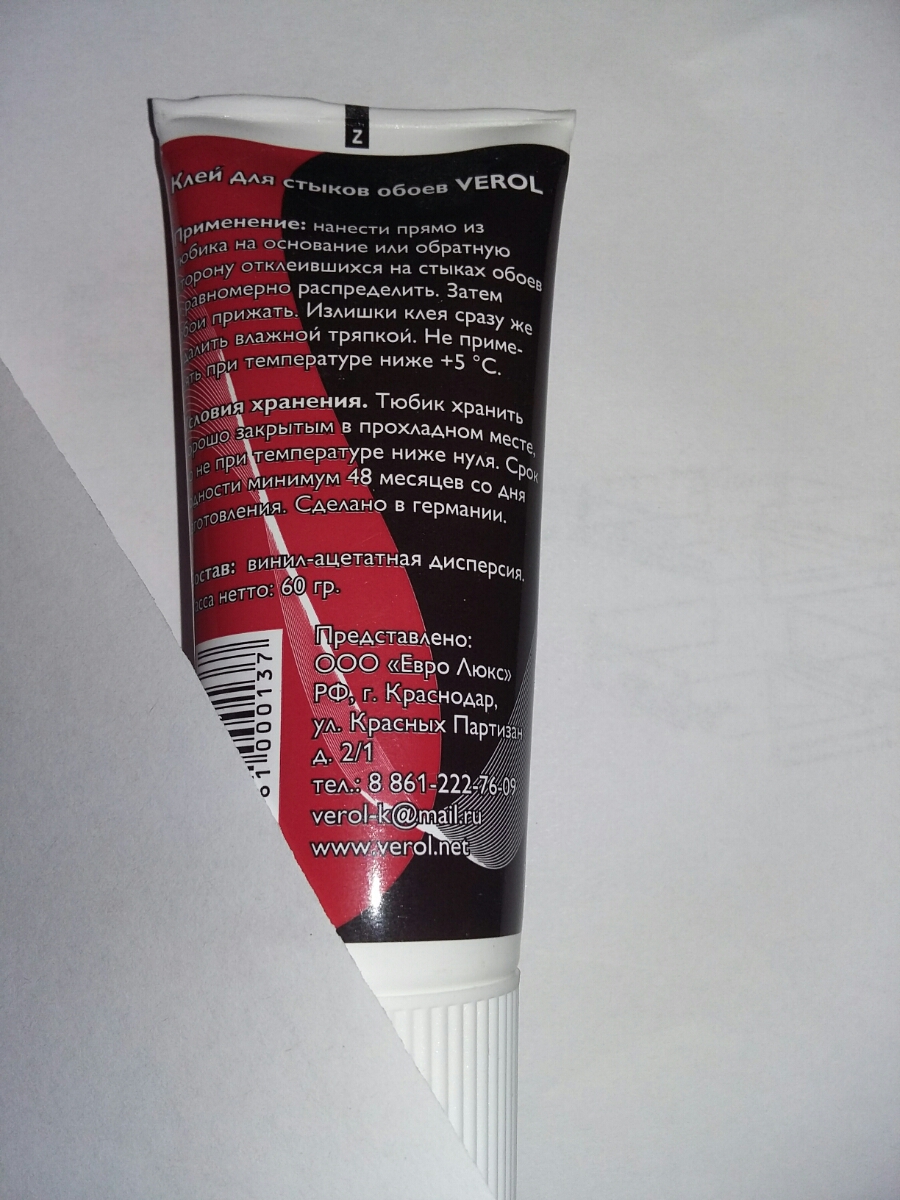 Z
Клей для стыков обоев VEROL
Применение: нанести прямо из
юбика на основание или обратную
торону отклеившихся на стыках обоев
равномерно распределить. Затем
бои прижать. Излишки клея сразу же
далить влажной тряпкой. Не приме-
ть при температуре ниже +5 °С.
словия хранения. Тюбик хранить
рошо закрытым в прохладном месте,
не при температуре ниже нуля. Срок
дности минимум 48 месяцев со дня
готовления. Сделано в германии.
остав: винил-ацетатная дисперсия.
асса нетто: 60 гр.
Представлено:
ООО «Евро Люкс»
РФ, г. Краснодар,
ул. Красных Партизан
д. 2/1
тел.: 8 861-222-76-09
verol-k@mail.ru
www.verol.net
1000137